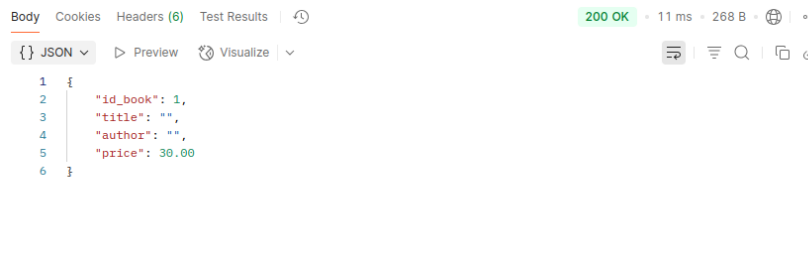 Body Cookies Headers (6) Test Results 200 OK • 11 ms • 268 B •
{} JSON Preview Visualize
1 {
2 "id_book": 1,
3 "title": "",
4 "author": "",
5 "price": 30.00
6 }